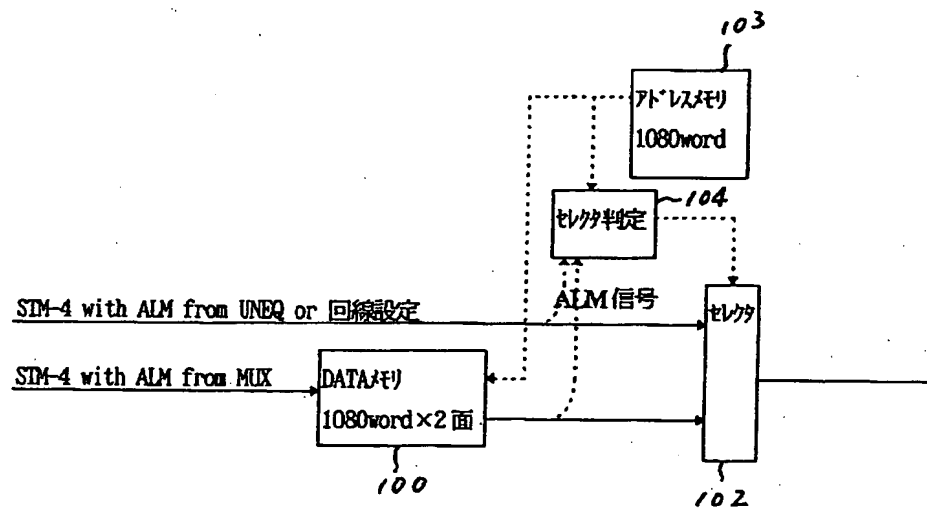 103
アドレスメモリ
1080word
104
セレクタ判定
ALM信号
STM-4 with ALM from UNEQ or 回線設定
セレクタ
STM-4 with ALM from MUX
DATAメモリ
1080word×2面
100
102